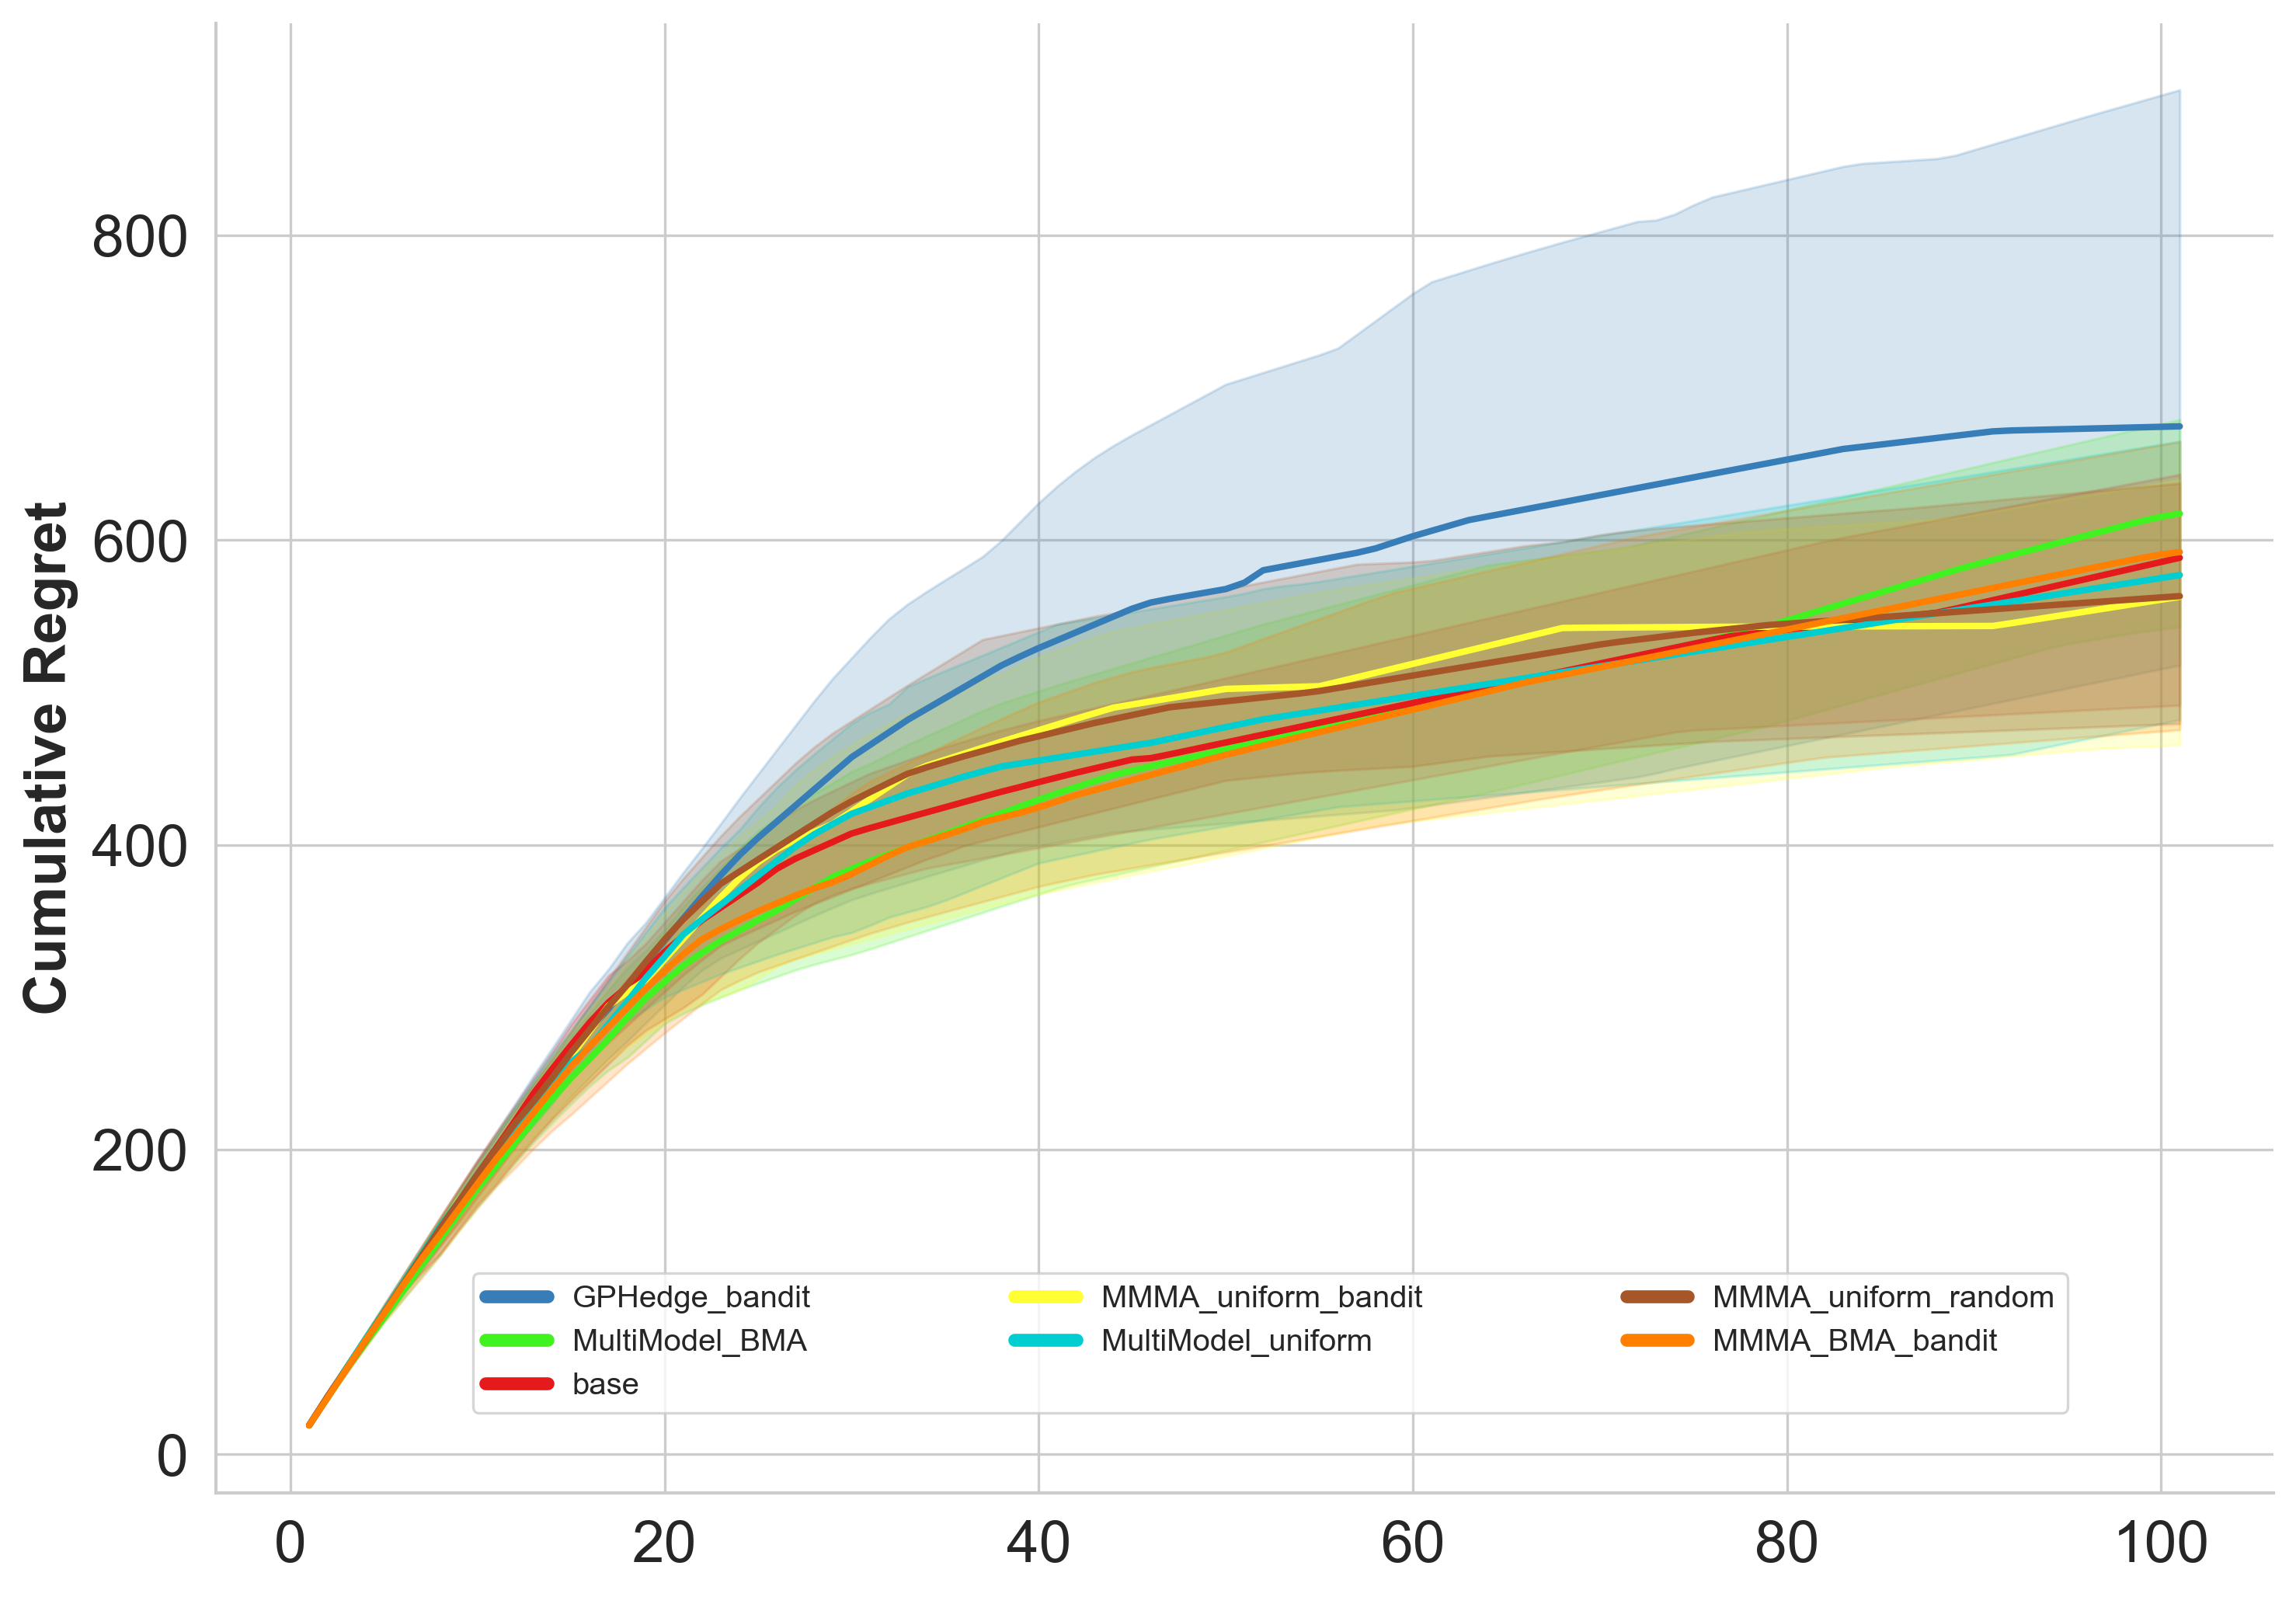 Cumulative Regret
800
600
400
200
0
0 20 40 60 80 100
GPHedge_bandit MMMA_uniform_bandit MMMA_uniform_random
MultiModel_BMA MultiModel_uniform MMMA_BMA_bandit
base